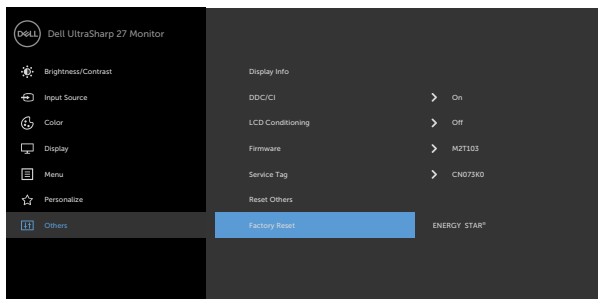 DELL Dell UltraSharp 27 Monitor
Brightness/Contrast Display Info
Input Source DDC/CI On
Color LCD Conditioning Off
Display Firmware M2T103
Menu Service Tag CN073K0
Personalize Reset Others
Others Factory Reset ENERGY STAR®